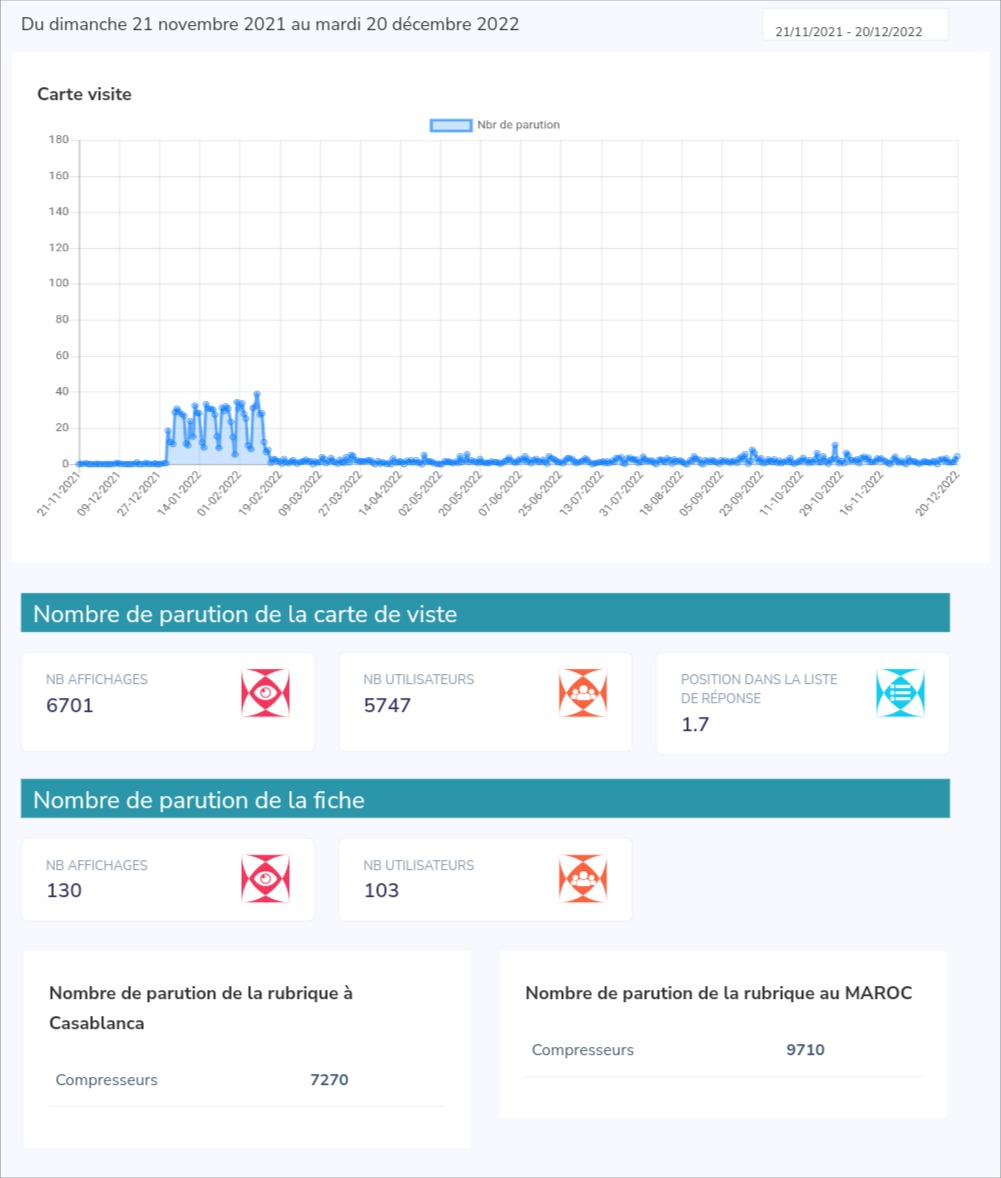 Du dimanche 21 novembre 2021 au mardi 20 décembre 2022
21/11/2021 - 20/12/2022
Carte visite
Nbr de parution
180
160
140
120
100
80
60
40
20
0
21-11-2021
09-12-2021
27-12-2021
14-01-2022
01-02-2022
19-02-2022
09-03-2022
27-03-2022
14-04-2022
02-05-2022
20-05-2022
07-06-2022
25-06-2022
13-07-2022
31-07-2022
18-08-2022
05-09-2022
23-09-2022
11-10-2022
29-10-2022
16-11-2022
20-12-2022
Nombre de parution de la carte de viste
NB AFFICHAGES
6701
NB UTILISATEURS
5747
POSITION DANS LA LISTE
DE RÉPONSE
1.7
Nombre de parution de la fiche
NB AFFICHAGES
130
NB UTILISATEURS
103
Nombre de parution de la rubrique à
Casablanca
Compresseurs 7270
Nombre de parution de la rubrique au MAROC
Compresseurs 9710